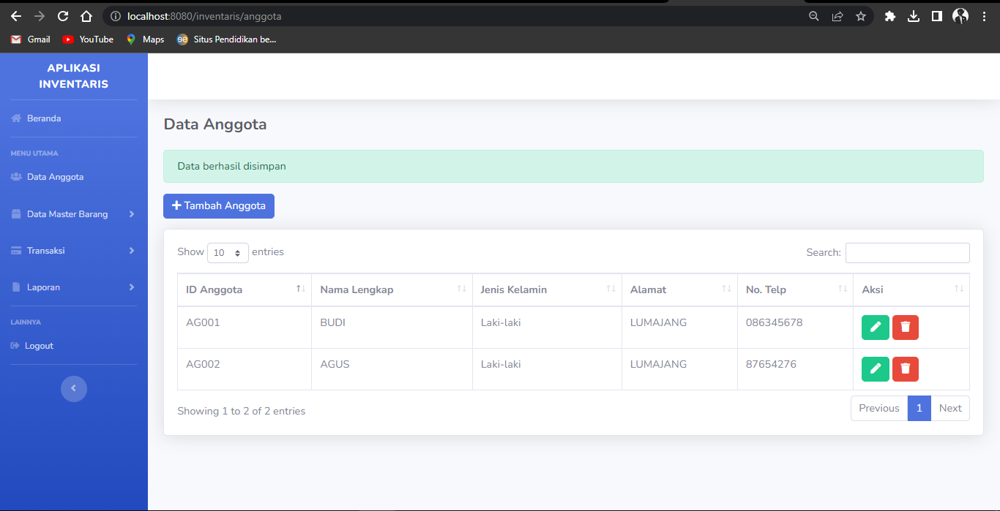 localhost:8080/inventaris/anggota
Gmail YouTube Maps Situs Pendidikan be...
APLIKASI
INVENTARIS
Beranda
MENU UTAMA
Data Anggota
Data Master Barang
Transaksi
Laporan
LAINNYA
Logout
Data Anggota
Data berhasil disimpan
Tambah Anggota
Show 10 entries Search:
ID Anggota Nama Lengkap Jenis Kelamin Alamat No. Telp Aksi
AG001 BUDI Laki-laki LUMAJANG 086345678
AG002 AGUS Laki-laki LUMAJANG 87654276
Showing 1 to 2 of 2 entries Previous 1 Next